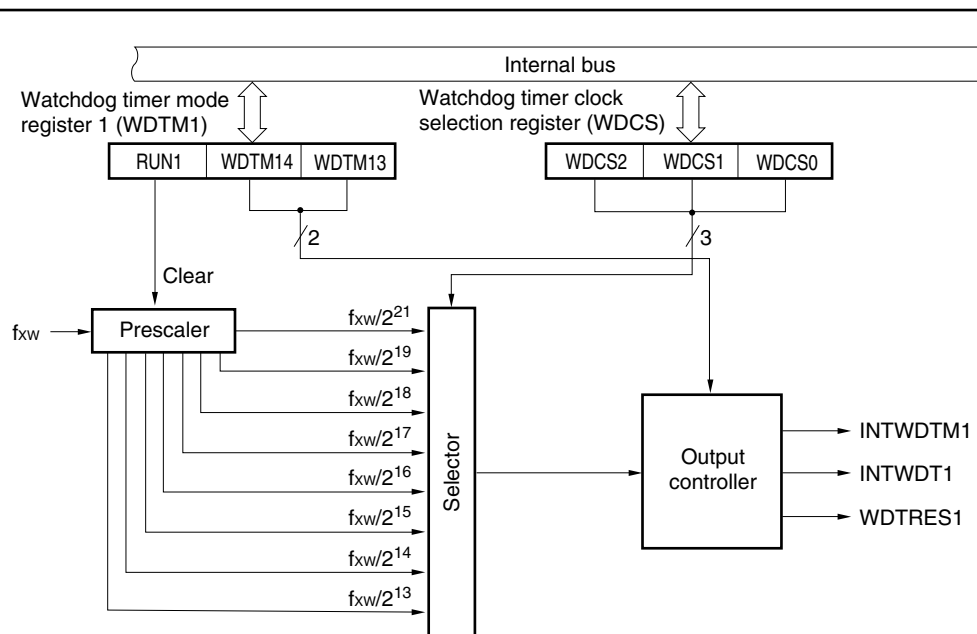 Internal bus
Watchdog timer mode
register 1 (WDTM1)
Watchdog timer clock
selection register (WDCS)
RUN1 WDTM14 WDTM13
WDCS2 WDCS1 WDCS0
2
3
Clear
fxw
Prescaler
fxw/2^21
fxw/2^19
fxw/2^18
fxw/2^17
fxw/2^16
fxw/2^15
fxw/2^14
fxw/2^13
Selector
Output
controller
INTWDTM1
INTWDT1
WDTRES1